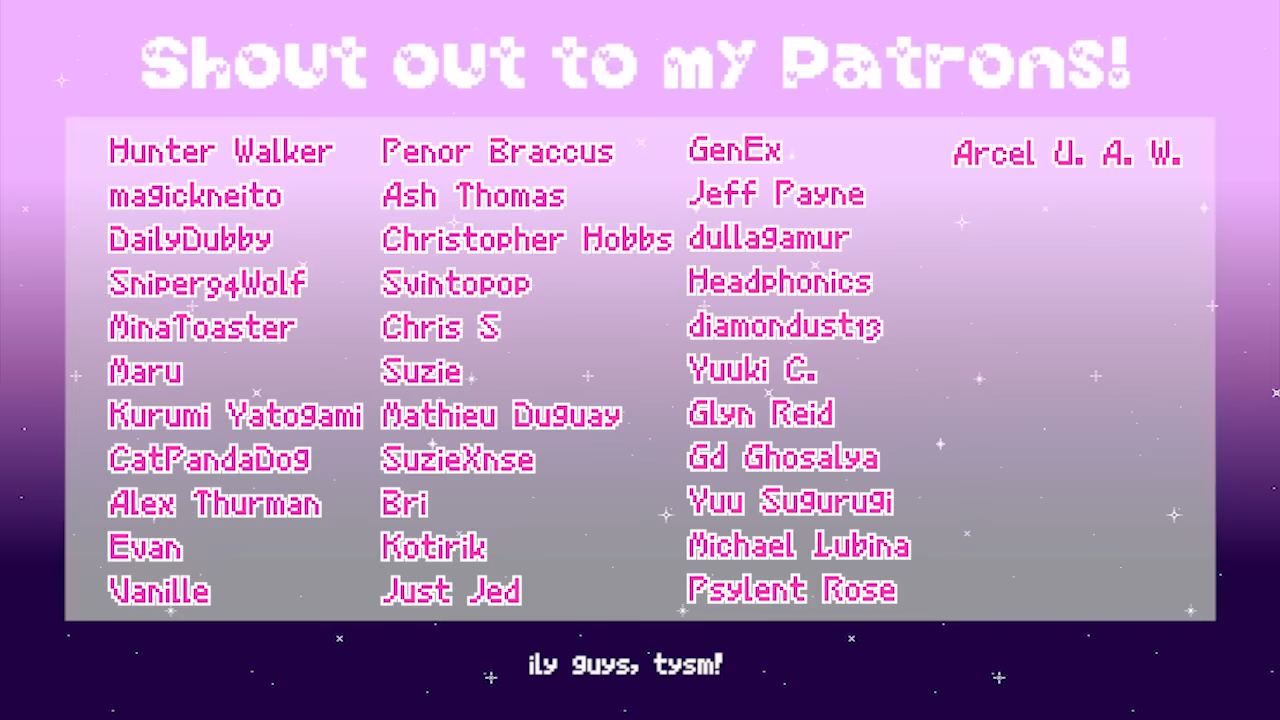 Shout out to my Patrons!
Hunter Walker
magickneito
DailyDubby
Sniper94Wolf
MinaToaster
Maru
Kurumi Yatogami
CatPandaDog
Alex Thurman
Evan
Vanille
Penor Braccus
Ash Thomas
Christopher Hobbs
Svintopop
Chris S
Suzie
Mathieu Duguay
SuzieXnse
Bri
Kotirik
Just Jed
GenEx
Jeff Payne
dullagamur
Headphonics
diamondust13
Yuuki C.
Glyn Reid
Gd Ghosalya
Yuu Sugurugi
Michael Lubina
Psylent Rose
Arcel U. A. W.
ily guys, tysm!